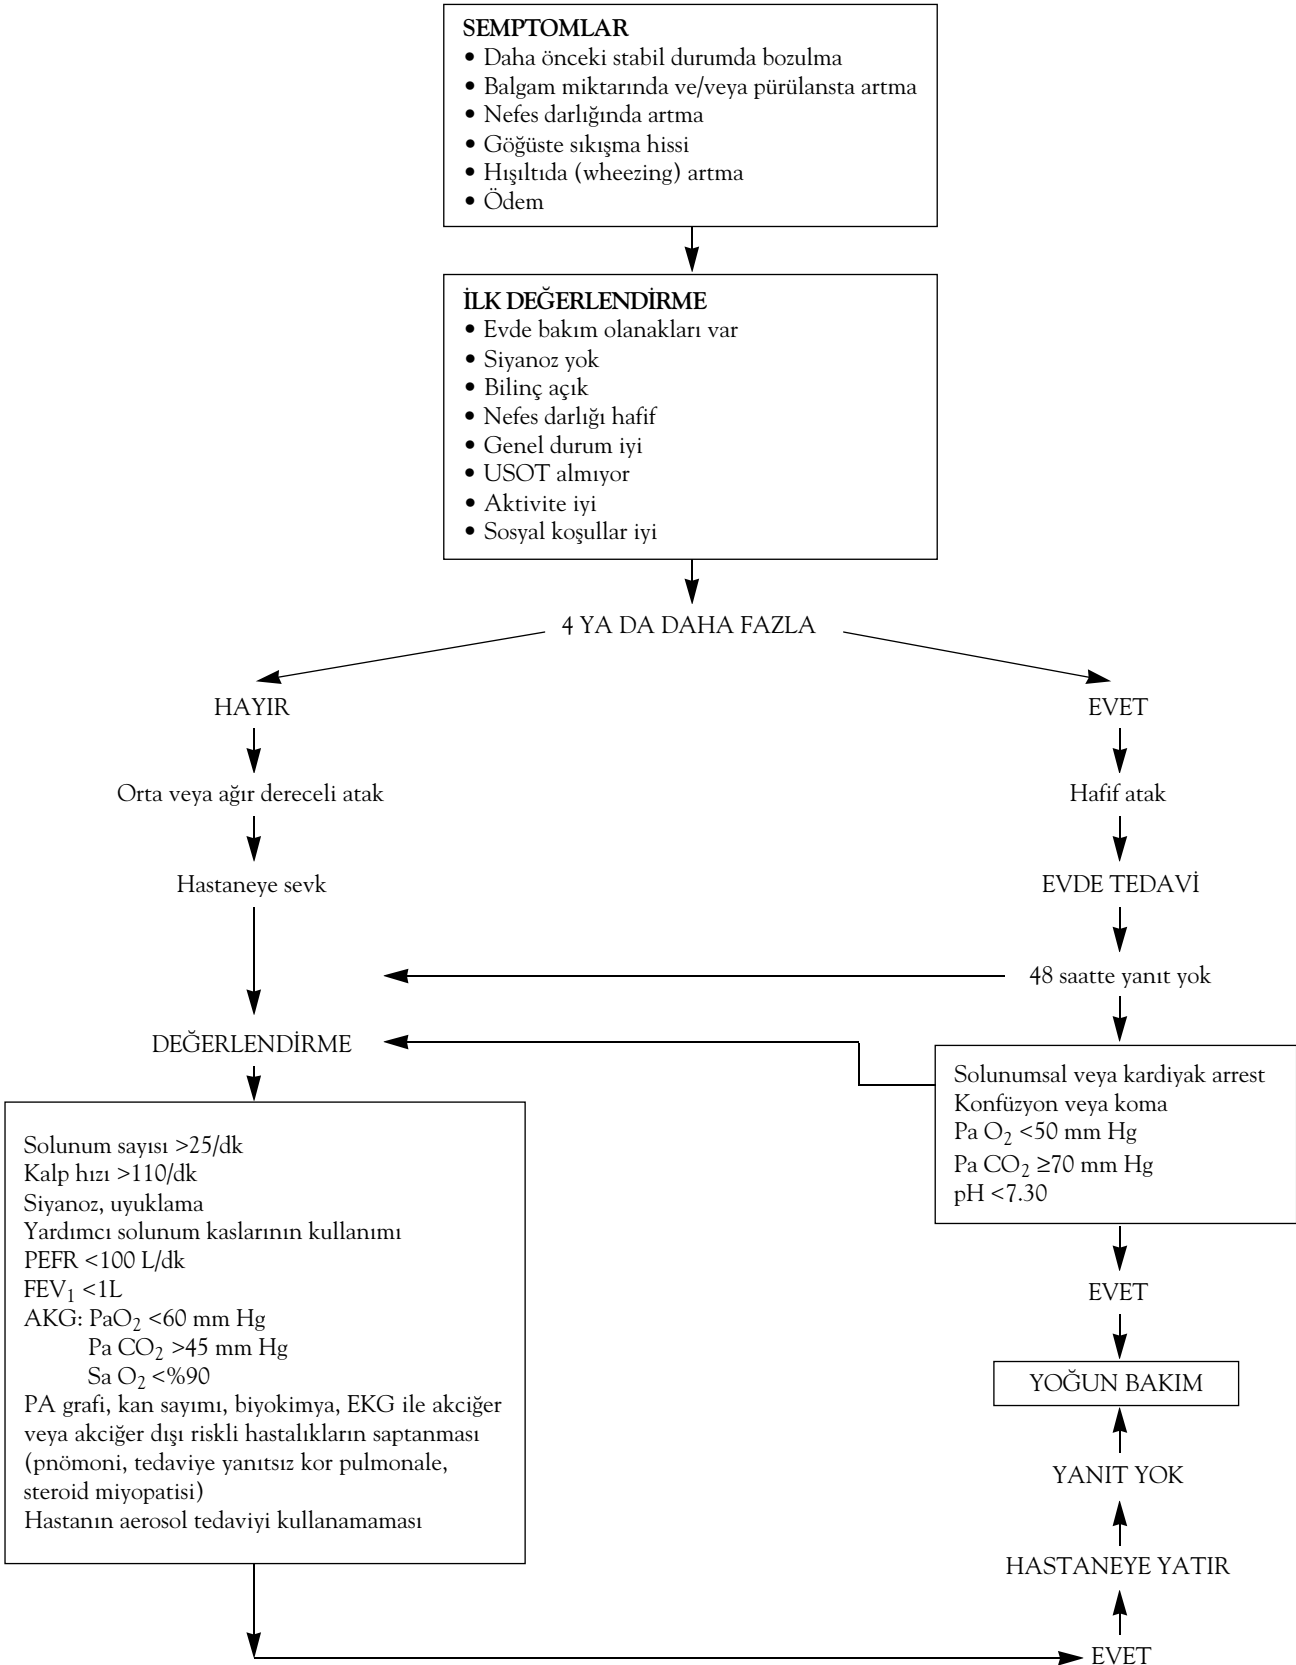 SEMPTOMLAR
• Daha önceki stabil durumda bozulma
• Balgam miktarında ve/veya pürülansta artma
• Nefes darlığında artma
• Göğüste sıkışma hissi
• Hışıltıda (wheezing) artma
• Ödem
İLK DEĞERLENDİRME
• Evde bakım olanakları var
• Siyanoz yok
• Bilinç açık
• Nefes darlığı hafif
• Genel durum iyi
• USOT almıyor
• Aktivite iyi
• Sosyal koşullar iyi
4 YA DA DAHA FAZLA
HAYIR
Orta veya ağır dereceli atak
Hastaneye sevk
DEĞERLENDİRME
Solunum sayısı >25/dk
Kalp hızı >110/dk
Siyanoz, uyuklama
Yardımcı solunum kaslarının kullanımı
PEFR <100 L/dk
FEV₁ <1L
AKG: PaO₂ <60 mm Hg
Pa CO₂ >45 mm Hg
Sa O₂ <%90
PA grafi, kan sayımı, biyokimya, EKG ile akciğer
veya akciğer dışı riskli hastalıkların saptanması
(pnömoni, tedaviye yanıtsız kor pulmonale,
steroid miyopatisi)
Hastanın aerosol tedaviyi kullanamaması
EVET
Hafif atak
EVDE TEDAVİ
48 saatte yanıt yok
Solunumsal veya kardiyak arrest
Konfüzyon veya koma
Pa O₂ <50 mm Hg
Pa CO₂ ≥70 mm Hg
pH <7.30
EVET
YOĞUN BAKIM
YANIT YOK
HASTANEYE YATIR
EVET